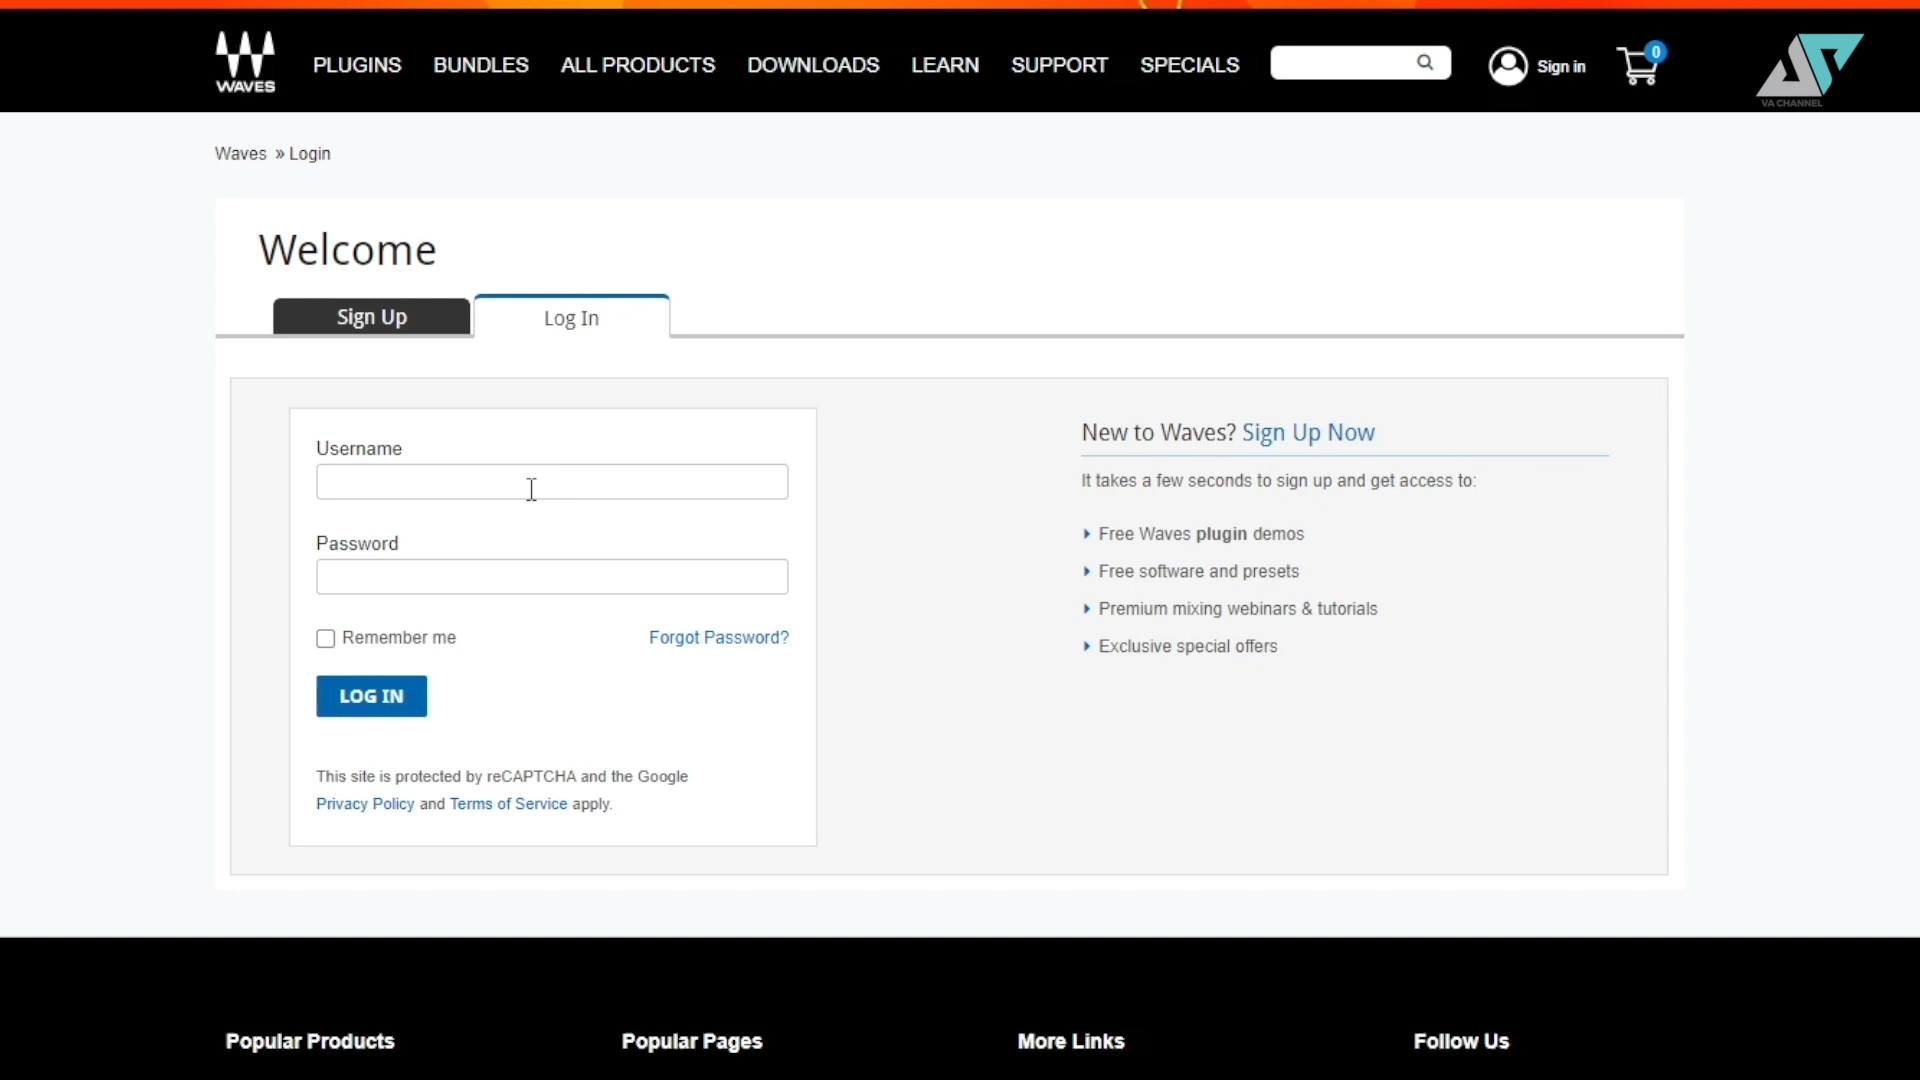 WAVES
PLUGINS BUNDLES ALL PRODUCTS DOWNLOADS LEARN SUPPORT SPECIALS Sign in 0
VA CHANNEL
Waves » Login
Welcome
Sign Up Log In
Username
Password
Remember me Forgot Password?
LOG IN
This site is protected by reCAPTCHA and the Google
Privacy Policy and Terms of Service apply.
New to Waves? Sign Up Now
It takes a few seconds to sign up and get access to:
Free Waves plugin demos
Free software and presets
Premium mixing webinars & tutorials
Exclusive special offers
Popular Products Popular Pages More Links Follow Us